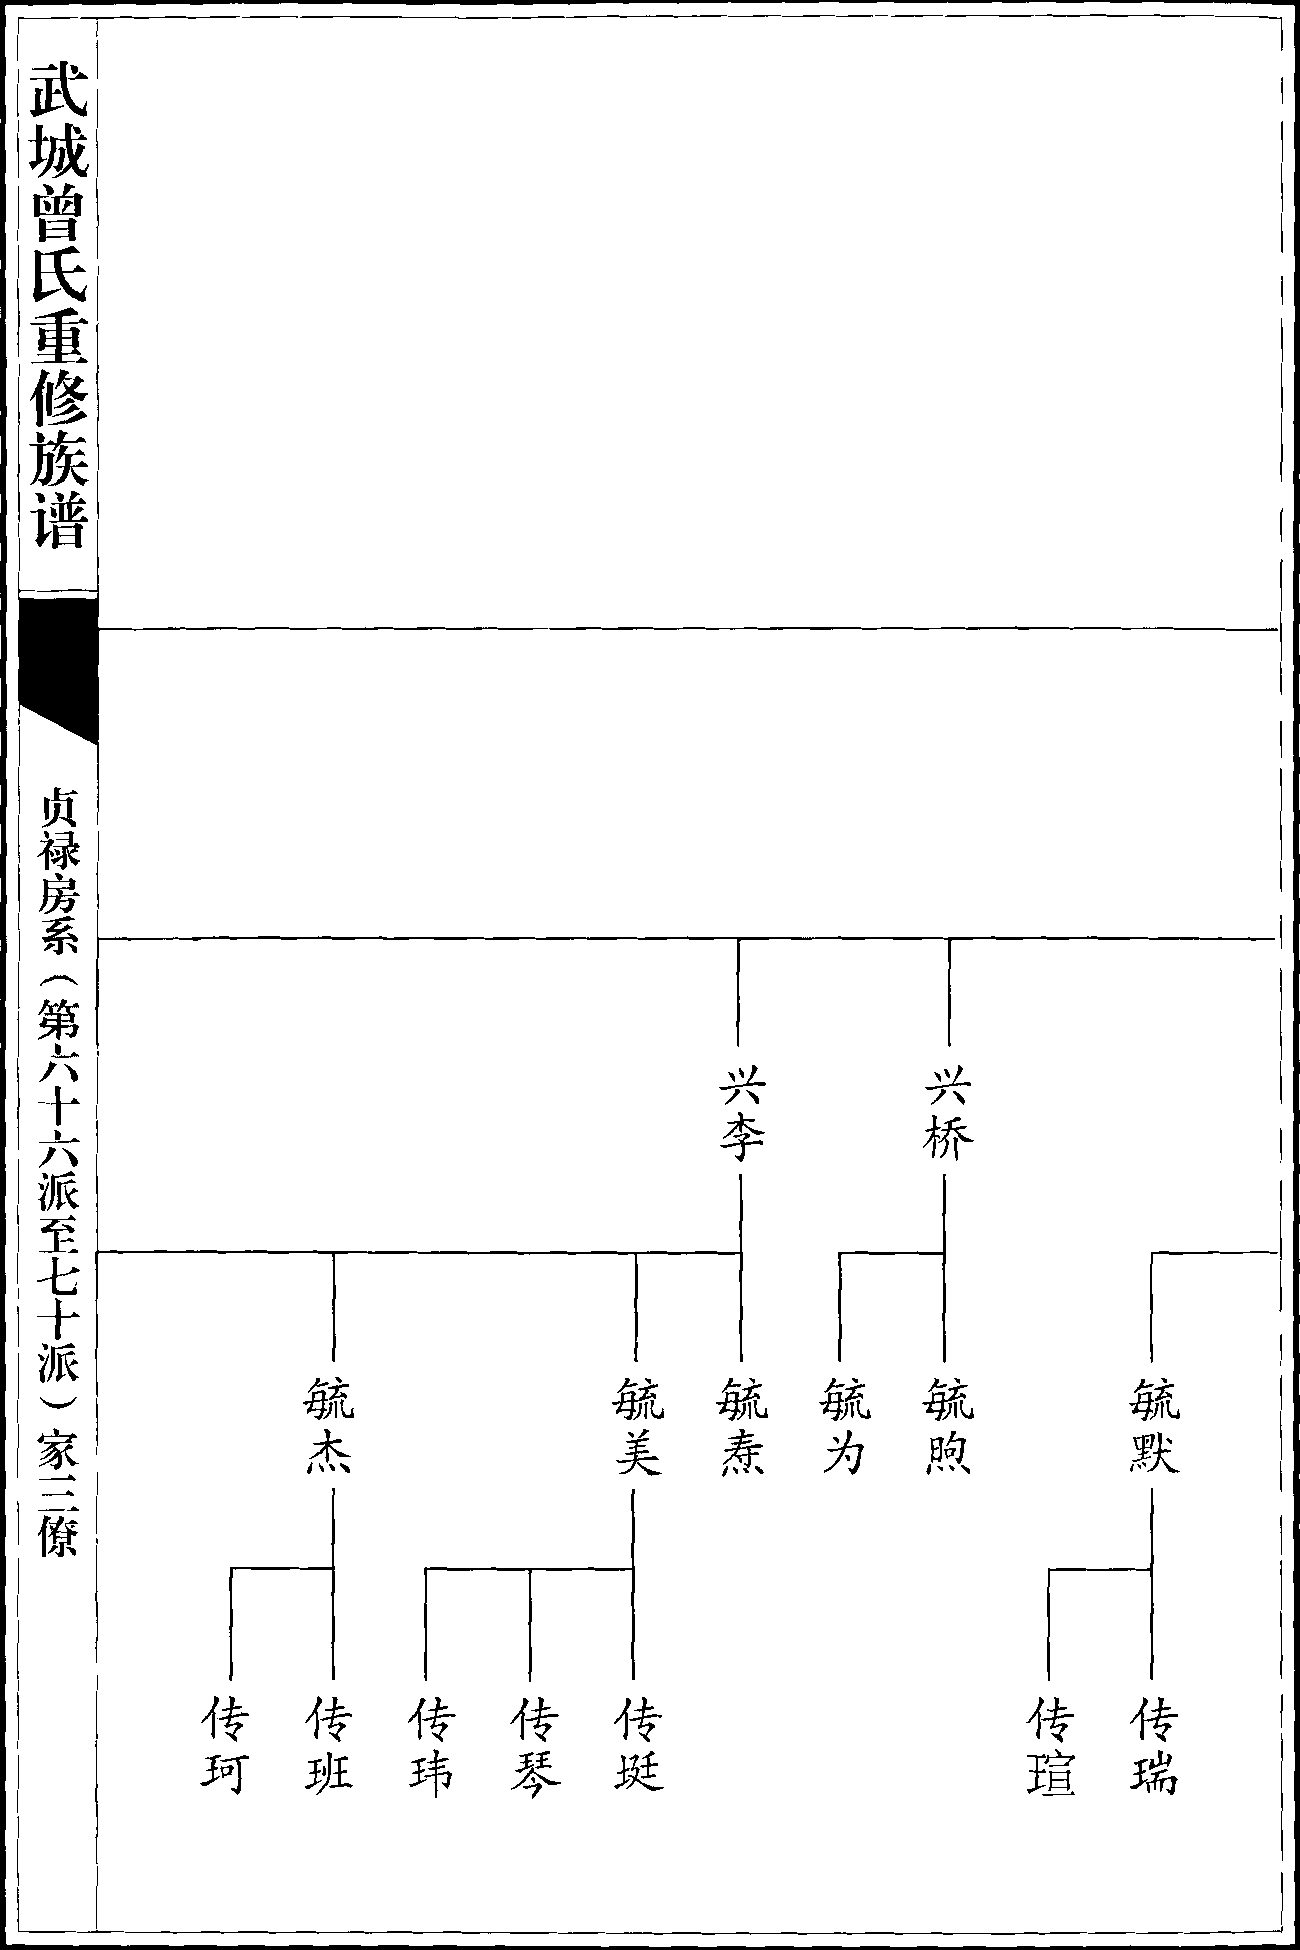 武城曾氏重修族谱
贞禄房系（第六十六派至七十派）家三僚
兴桥
兴李
毓默
毓煦
毓为
毓焘
毓美
毓杰
传瑞
传瑄
传珽
传琴
传玮
传班
传珂